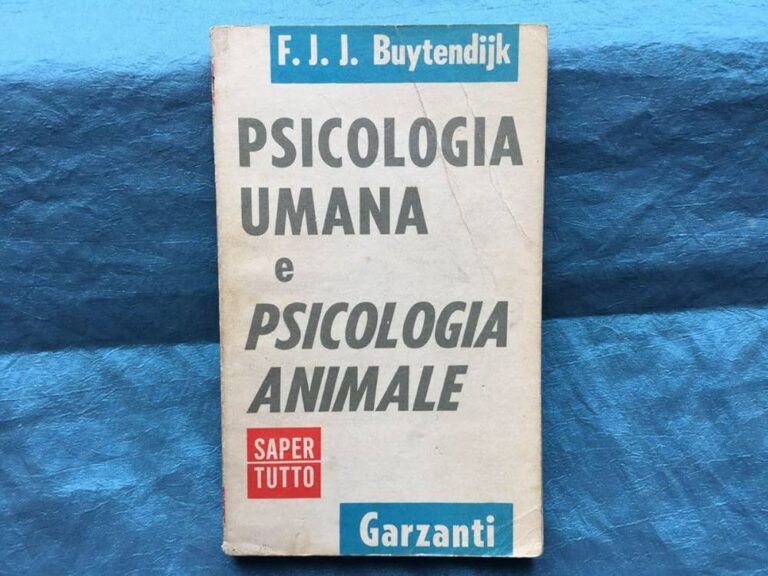 F. J. J. Buytendijk
PSICOLOGIA
UMANA
e
PSICOLOGIA
ANIMALE
SAPER
TUTTO
Garzanti